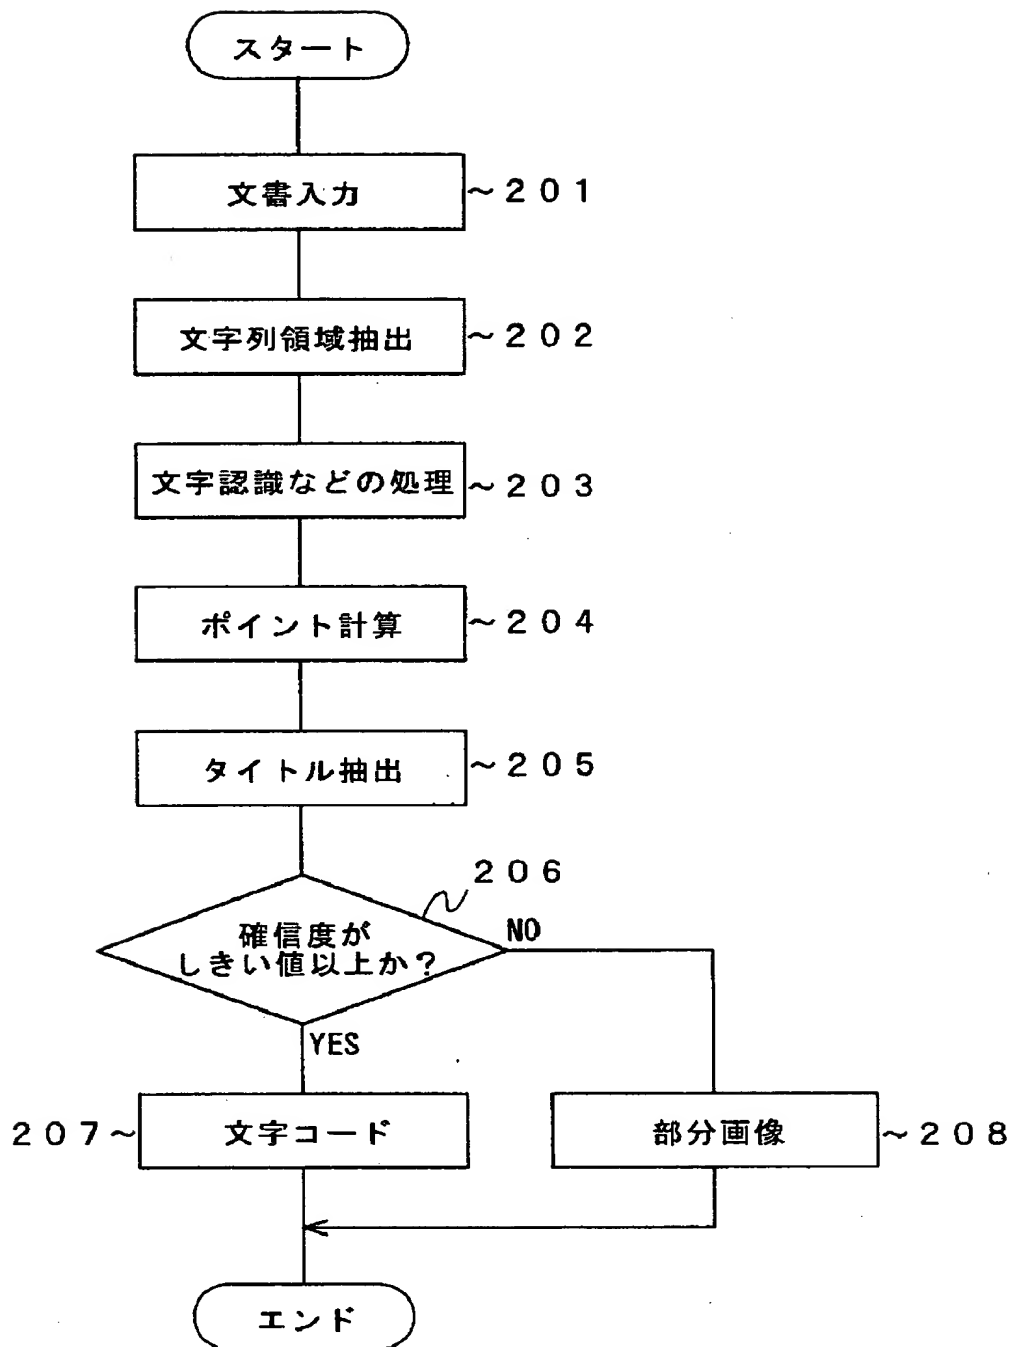 スタート
文書入力 ~201
文字列領域抽出 ~202
文字認識などの処理 ~203
ポイント計算 ~204
タイトル抽出 ~205
206
確信度が
しきい値以上か?
NO
YES
207~ 文字コード
部分画像 ~208
エンド